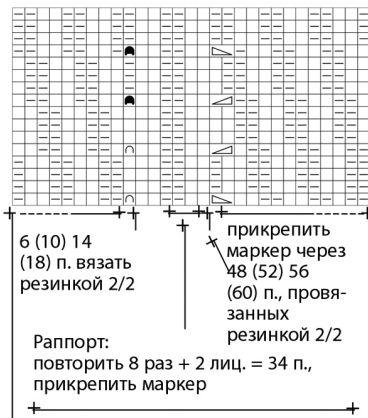 6 (10) 14
(18) п. вязать
резинкой 2/2
прикрепить
маркер через
48 (52) 56
(60) п., провя-
занных
резинкой 2/2
Раппорт:
повторить 8 раз + 2 лиц. = 34 п.,
прикрепить маркер